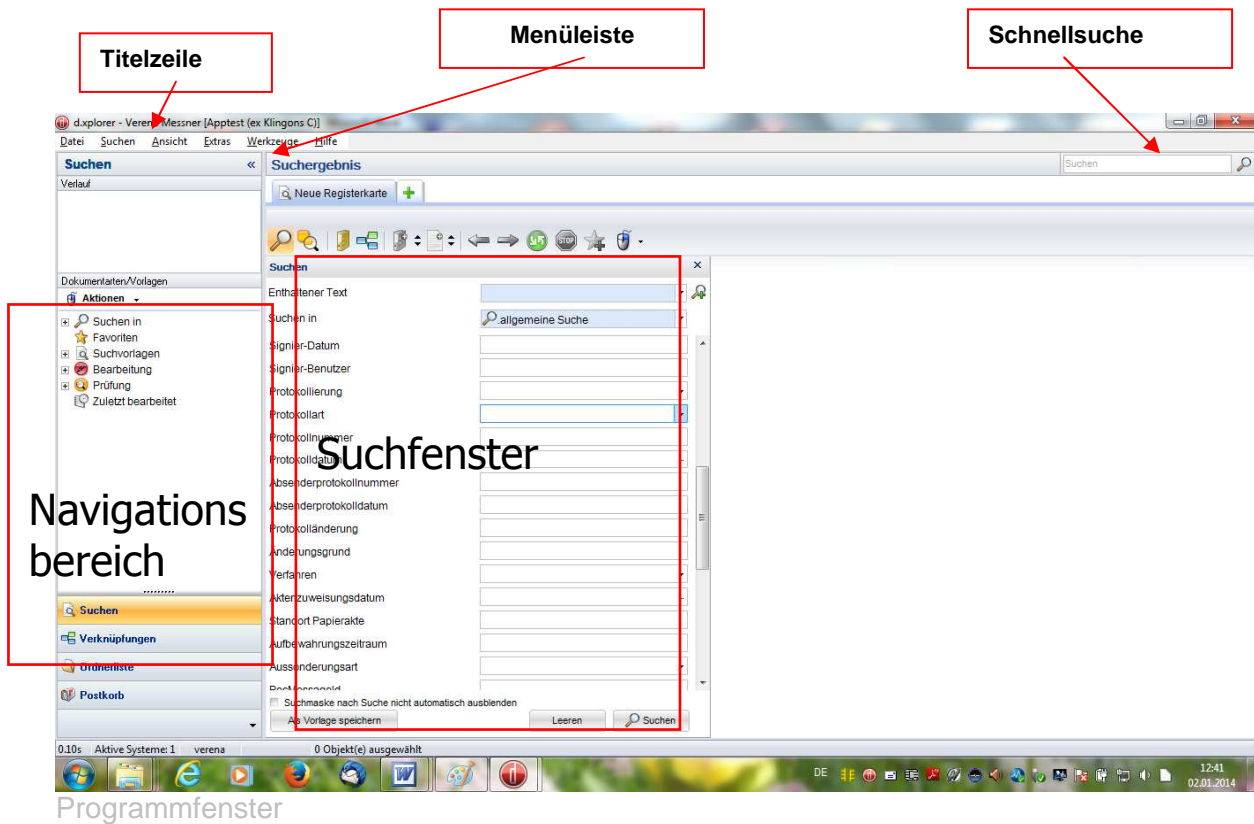 Titelzeile
Menüleiste
Schnellsuche
d.xplorer - Verena Messner [Apptest (ex Klingons C)]
Datei Suchen Ansicht Extras Werkzeuge Hilfe
Suchen «
Suchergebnis
Suchen
Verlauf
Neue Registerkarte
STOP
Dokumentarten/Vorlagen
Aktionen
Suchen in
Favoriten
Suchvorlagen
Bearbeitung
Prüfung
Zuletzt bearbeitet
Navigations
bereich
Suchen
Verknüpfungen
Ordnerliste
Postkorb
Suchen
Enthaltener Text
Suchen in .allgemeine Suche
Signier-Datum
Signier-Benutzer
Protokollierung
Protokollart
Protokollnummer
Protokolldatum
Suchfenster
Absenderprotokollnummer
Absenderprotokolldatum
Protokolländerung
Änderungsgrund
Verfahren
Aktenzuweisungsdatum
Standort Papierakte
Aufbewahrungszeitraum
Aussonderungsart
Suchmaske nach Suche nicht automatisch ausblenden
Als Vorlage speichern Leeren Suchen
0.10s Aktive Systeme: 1 verena 0 Objekt(e) ausgewählt
DE 12:41
02.01.2014
Programmfenster